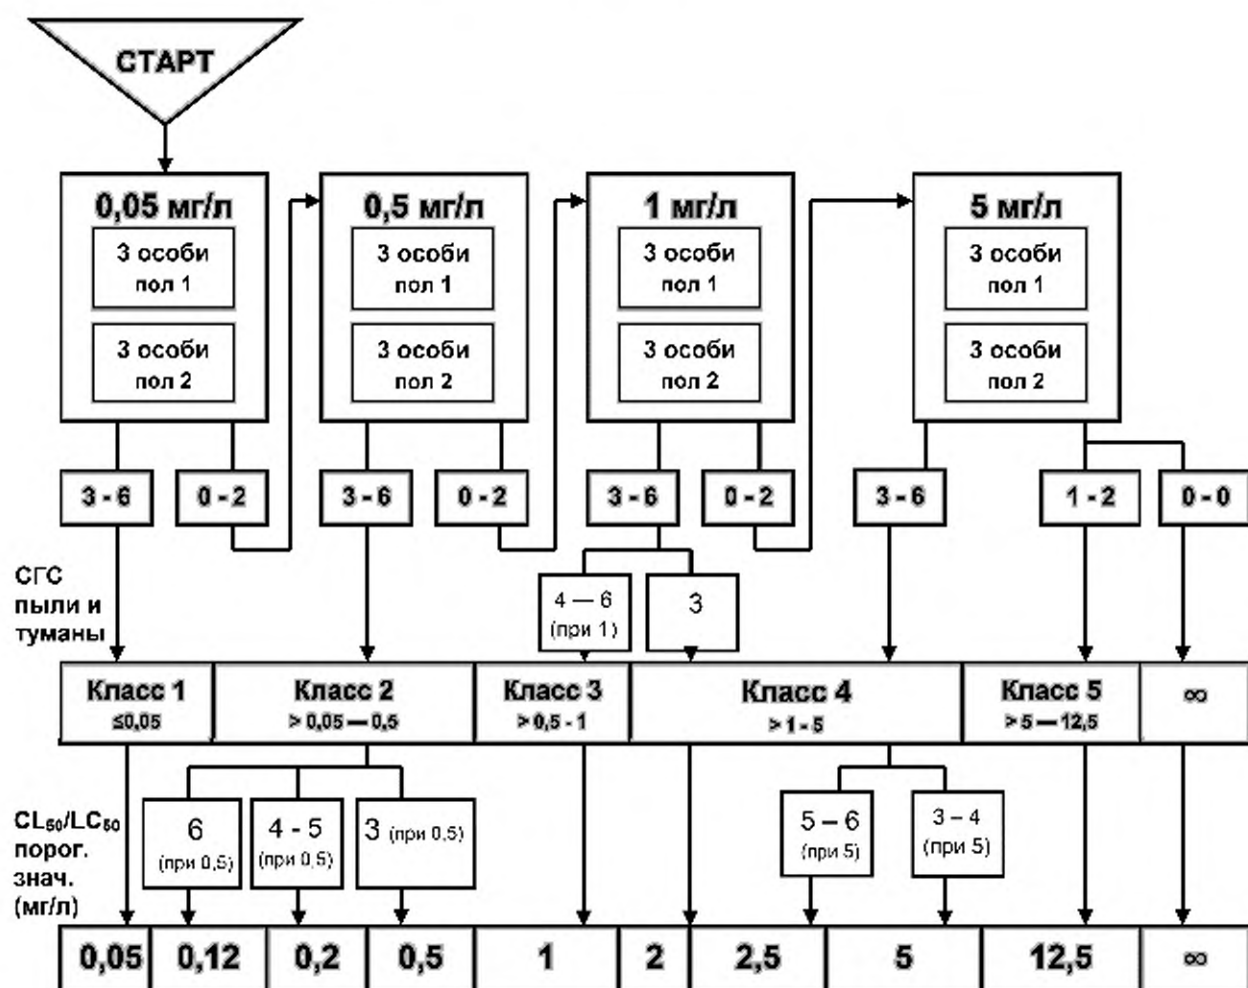 СТАРТ
0,05 мг/л
3 особи
пол 1
3 особи
пол 2
0,5 мг/л
3 особи
пол 1
3 особи
пол 2
1 мг/л
3 особи
пол 1
3 особи
пол 2
5 мг/л
3 особи
пол 1
3 особи
пол 2
3 - 6
0 - 2
3 - 6
0 - 2
3 - 6
0 - 2
3 - 6
1 - 2
0 - 0
4 — 6
(при 1)
3
СГС
пыли и
туманы
Класс 1
≤0,05
Класс 2
> 0,05 — 0,5
Класс 3
> 0,5 - 1
Класс 4
> 1 - 5
Класс 5
> 5 — 12,5
∞
6
(при 0,5)
4 - 5
(при 0,5)
3 (при 0,5)
5 – 6
(при 5)
3 – 4
(при 5)
CL₅₀/LC₅₀
порог.
знач.
(мг/л)
0,05
0,12
0,2
0,5
1
2
2,5
5
12,5
∞